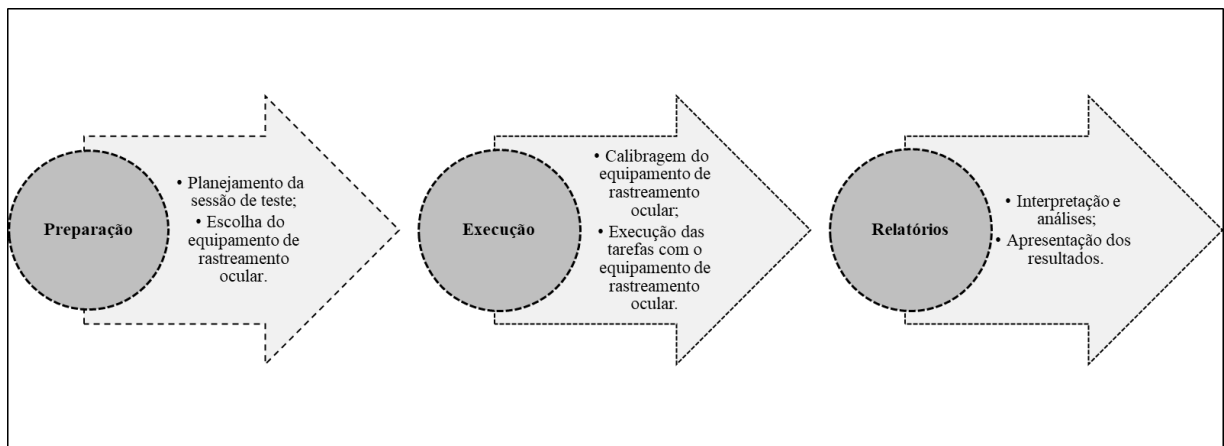 Preparação
• Planejamento da
sessão de teste;
• Escolha do
equipamento de
rastreamento
ocular.
Execução
• Calibragem do
equipamento de
rastreamento
ocular;
• Execução das
tarefas com o
equipamento de
rastreamento
ocular.
Relatórios
• Interpretação e
análises;
• Apresentação dos
resultados.